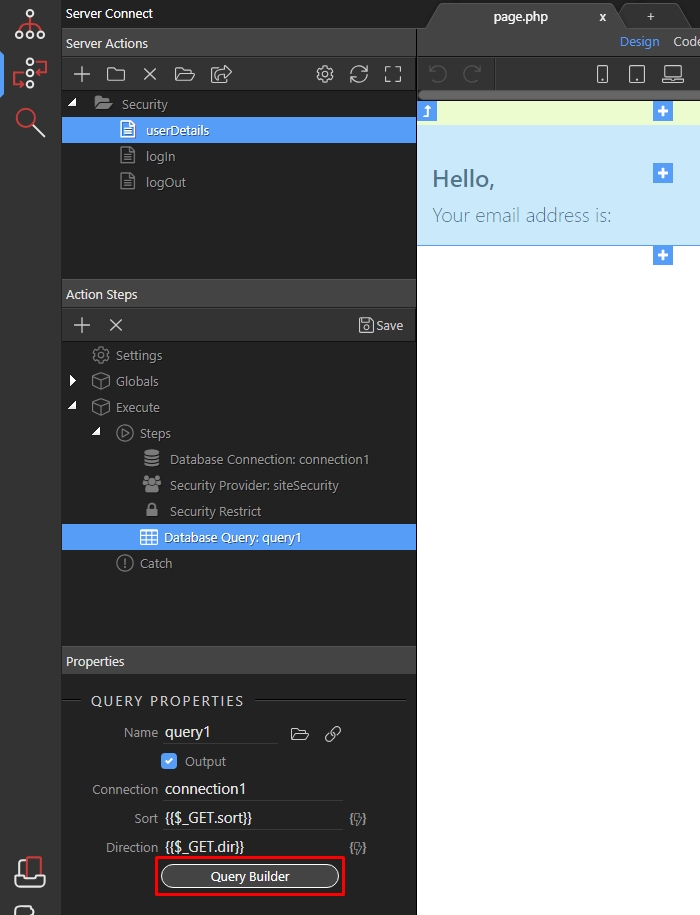 Server Connect
page.php x +
Server Actions
Design Code
Security
userDetails
logIn
logOut
Hello,
Your email address is:
Action Steps
Save
Settings
Globals
Execute
Steps
Database Connection: connection1
Security Provider: siteSecurity
Security Restrict
Database Query: query1
Catch
Properties
QUERY PROPERTIES
Name query1
Output
Connection connection1
Sort {{$_GET.sort}}
Direction {{$_GET.dir}}
Query Builder